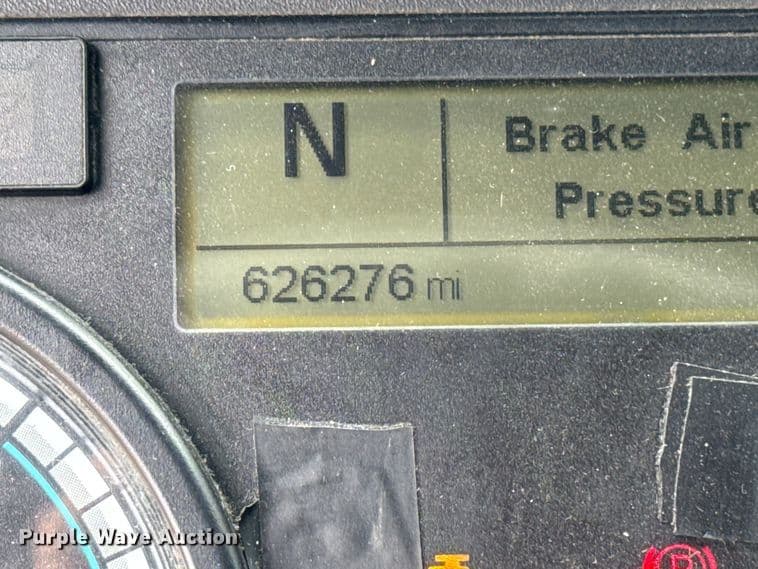 N
Brake Air
Pressure
626276 mi
Purple Wave Auction
P